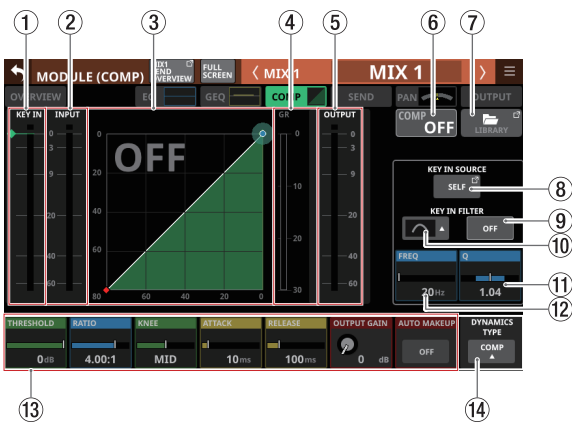 1 2 3 4 5 6 7
MODULE (COMP)
MIX1
SEND
OVERVIEW
FULL
SCREEN
MIX 1
MIX 1
OVERVIEW
EQ
GEQ
COMP
SEND
PAN
OUTPUT
KEY IN
INPUT
GR
OUTPUT
COMP
OFF
LIBRARY
OFF
0
3
9
20
40
60
0
20
40
60
80 60 40 20 0
0
10
20
30
0
3
9
20
40
60
KEY IN SOURCE
SELF
8
KEY IN FILTER
OFF
9
10
FREQ
20Hz
Q
1.04
11
12
THRESHOLD
0dB
RATIO
4.00:1
KNEE
MID
ATTACK
10ms
RELEASE
100ms
OUTPUT GAIN
0 dB
AUTO MAKEUP
OFF
DYNAMICS
TYPE
COMP
13
14